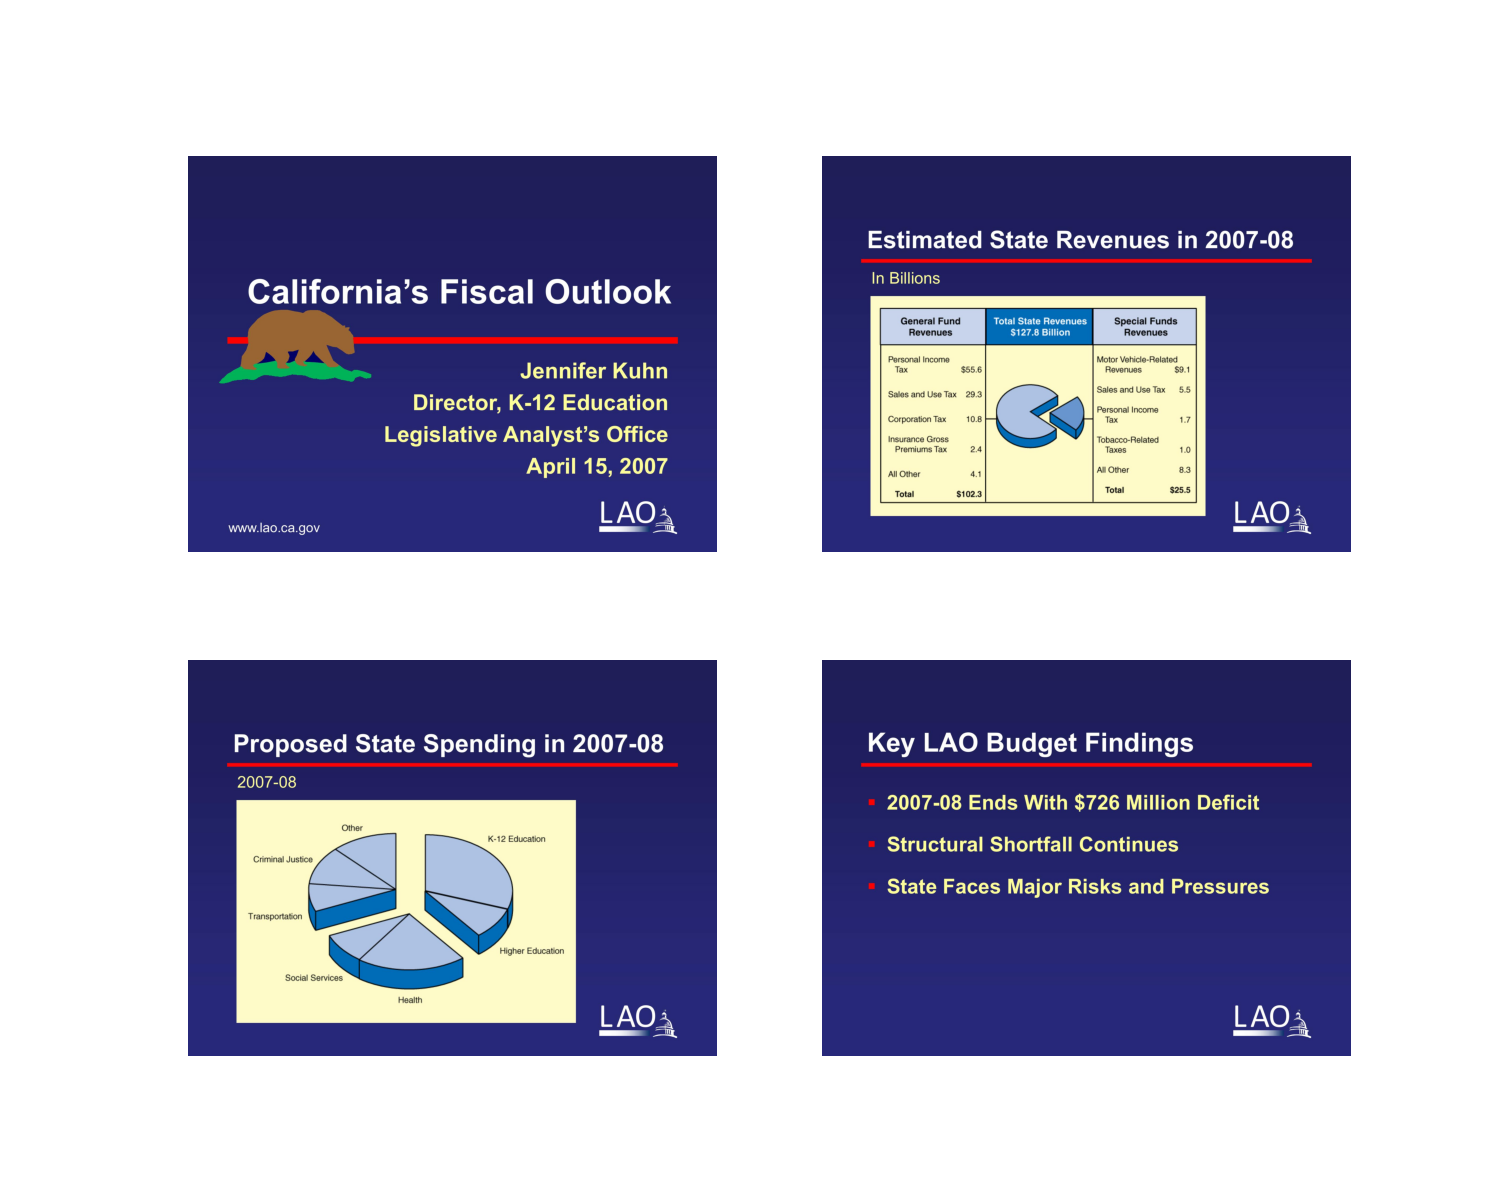 California's Fiscal Outlook
Jennifer Kuhn
Director, K-12 Education
Legislative Analyst's Office
April 15, 2007
www.lao.ca.gov
LAO
Estimated State Revenues in 2007-08
In Billions
General Fund
Revenues
Total State Revenues
$127.8 Billion
Special Funds
Revenues
Personal Income
Tax $55.6
Sales and Use Tax 29.3
Corporation Tax 10.8
Insurance Gross
Premiums Tax 2.4
All Other 4.1
Total $102.3
Motor Vehicle-Related
Revenues $9.1
Sales and Use Tax 5.5
Personal Income
Tax 1.7
Tobacco-Related
Taxes 1.0
All Other 8.3
Total $25.5
LAO
Proposed State Spending in 2007-08
2007-08
Other
K-12 Education
Criminal Justice
Transportation
Higher Education
Social Services
Health
LAO
Key LAO Budget Findings
2007-08 Ends With $726 Million Deficit
Structural Shortfall Continues
State Faces Major Risks and Pressures
LAO